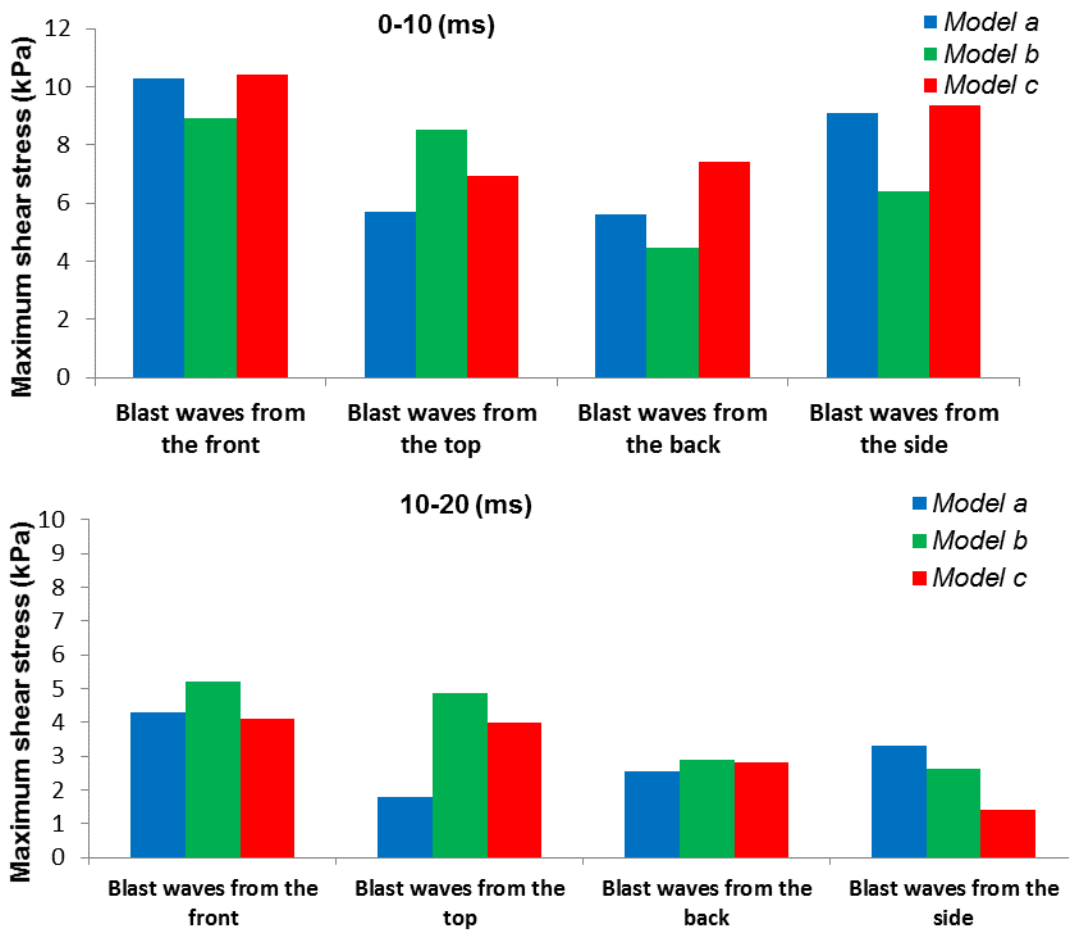 0-10 (ms)
Model a
Model b
Model c
Maximum shear stress (kPa)
12
10
8
6
4
2
0
Blast waves from
the front
Blast waves from
the top
Blast waves from
the back
Blast waves from
the side
10-20 (ms)
Model a
Model b
Model c
Maximum shear stress (kPa)
10
9
8
7
6
5
4
3
2
1
0
Blast waves from the
front
Blast waves from the
top
Blast waves from the
back
Blast waves from the
side